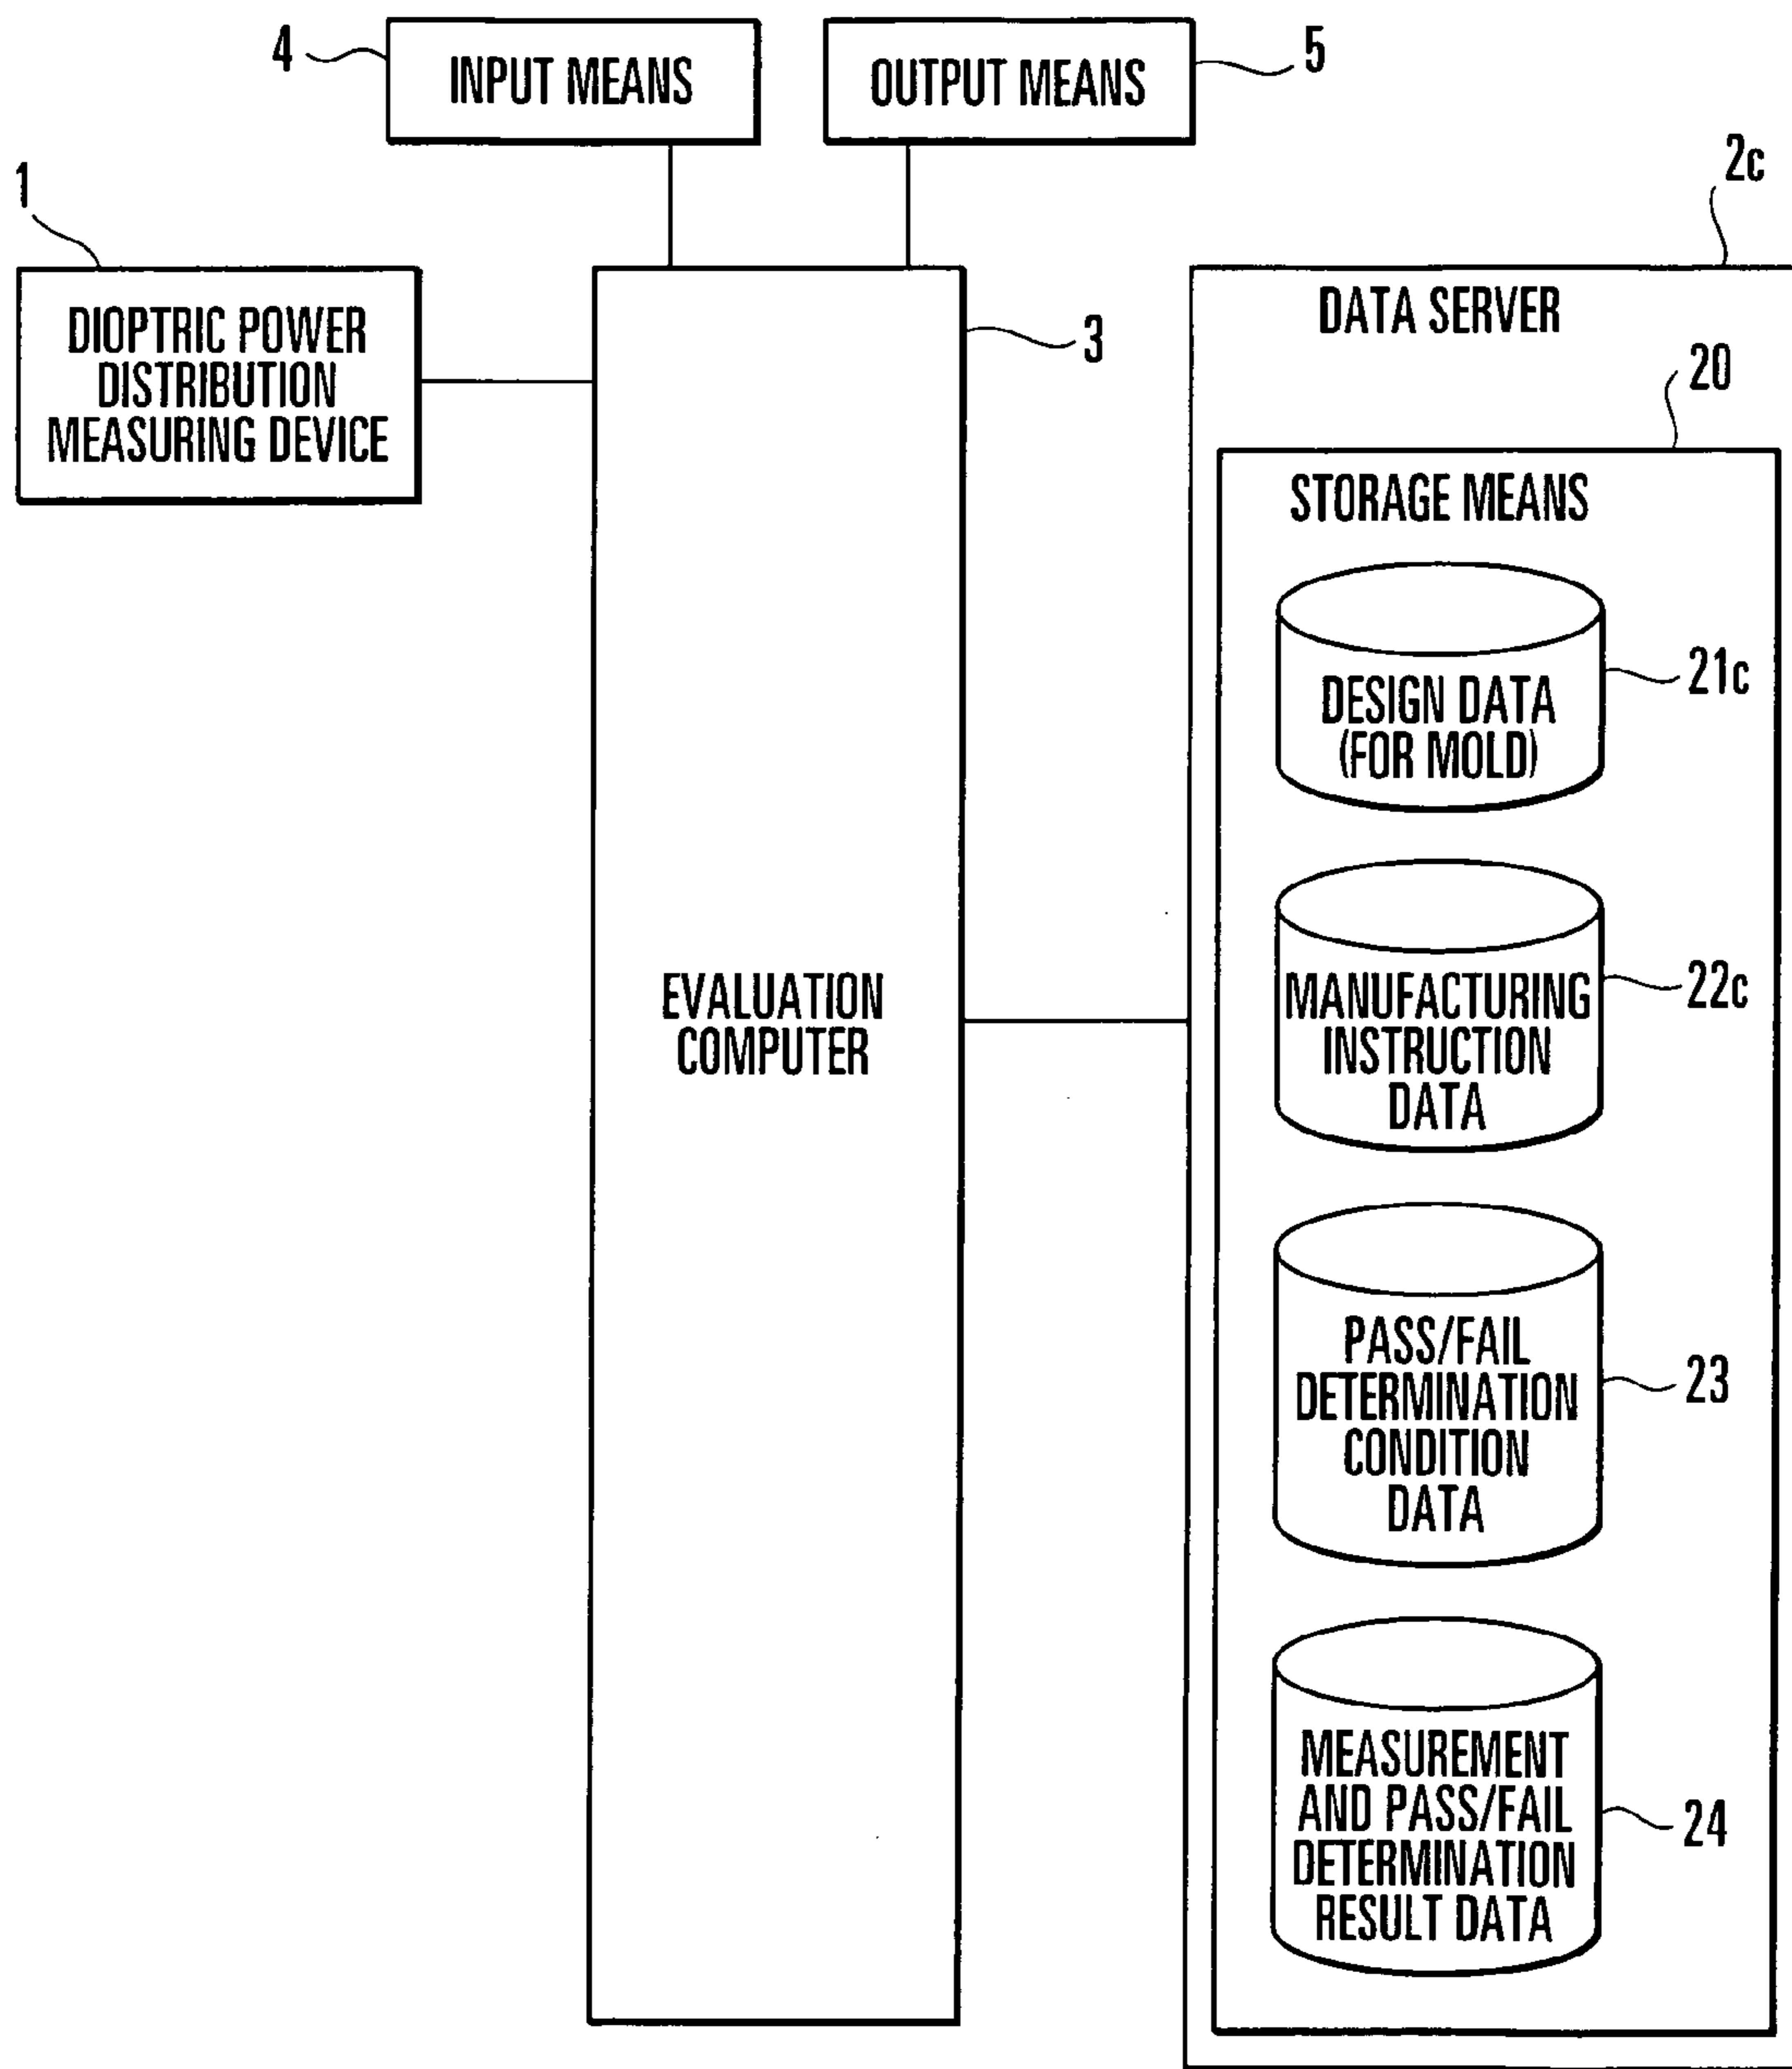 4
INPUT MEANS
OUTPUT MEANS
5
1
2c
DIOPTRIC POWER
DISTRIBUTION
MEASURING DEVICE
3
DATA SERVER
20
STORAGE MEANS
DESIGN DATA
(FOR MOLD)
21c
EVALUATION
COMPUTER
MANUFACTURING
INSTRUCTION
DATA
22c
PASS/FAIL
DETERMINATION
CONDITION
DATA
23
MEASUREMENT
AND PASS/FAIL
DETERMINATION
RESULT DATA
24